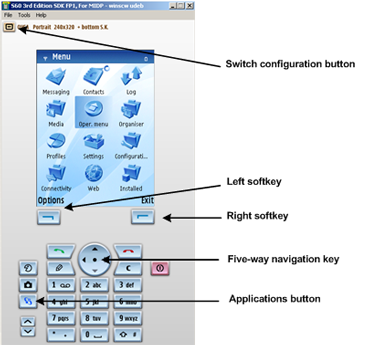 S60 3rd Edition SDK FP1, For MIDP - winscw udeb
File Tools Help
Portrait 240x320 + bottom S.K.
Switch configuration button
Menu
Messaging Contacts Log
Media Oper. menu Organiser
Profiles Settings Configurati...
Connectivity Web Installed
Options Exit
Left softkey
Right softkey
Five-way navigation key
C
1 2 abc 3 def
Applications button
4 ghi 5 jkl 6 mno
7 pqrs 8 tuv 9 wxyz
* + 0 #